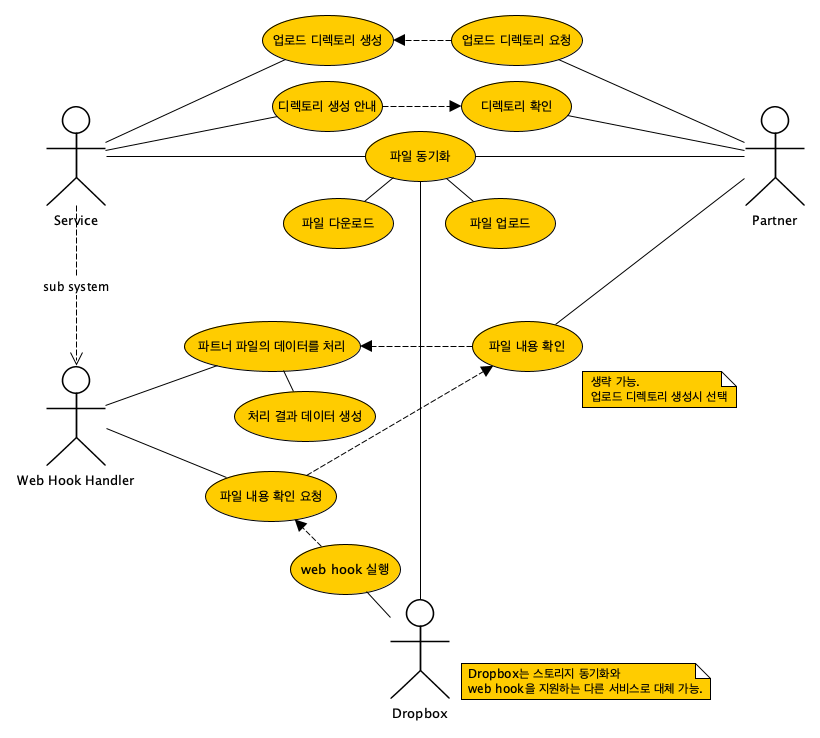 업로드 디렉토리 생성
업로드 디렉토리 요청
디렉토리 생성 안내
디렉토리 확인
파일 동기화
Service
Partner
파일 다운로드
파일 업로드
sub system
파트너 파일의 데이터를 처리
파일 내용 확인
생략 가능.
업로드 디렉토리 생성시 선택
처리 결과 데이터 생성
Web Hook Handler
파일 내용 확인 요청
web hook 실행
Dropbox는 스토리지 동기화와
web hook을 지원하는 다른 서비스로 대체 가능.
Dropbox